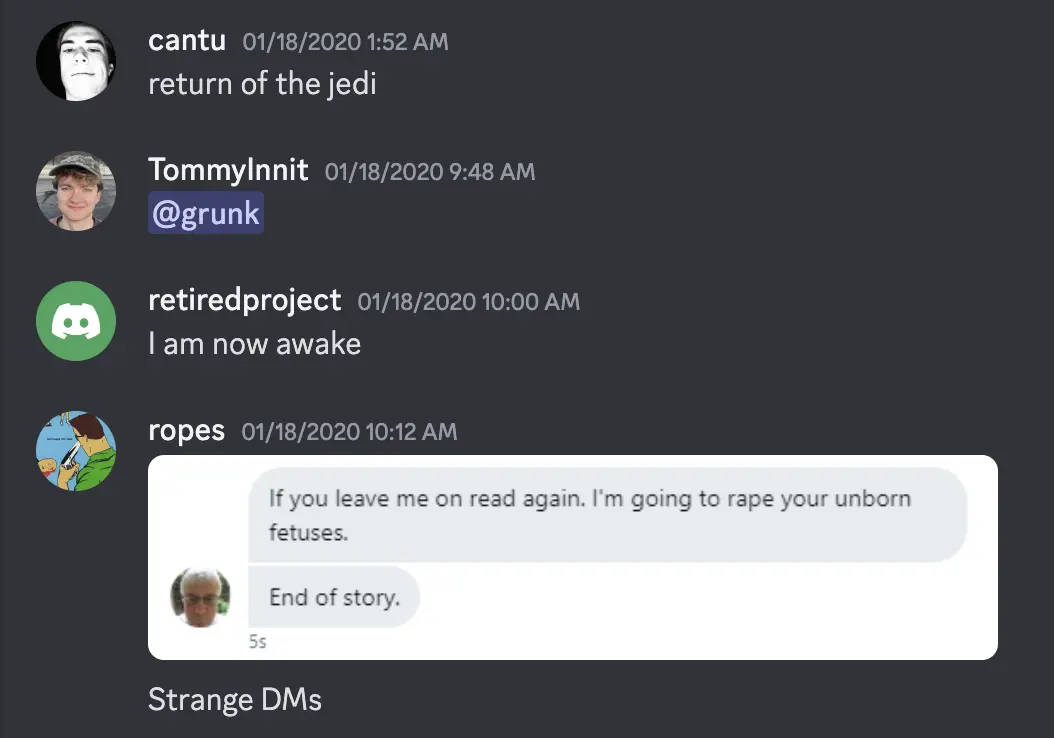 cantu 01/18/2020 1:52 AM
return of the jedi
TommyInnit 01/18/2020 9:48 AM
@grunk
retiredproject 01/18/2020 10:00 AM
I am now awake
ropes 01/18/2020 10:12 AM
If you leave me on read again. I'm going to rape your unborn
fetuses.
End of story.
5s
Strange DMs